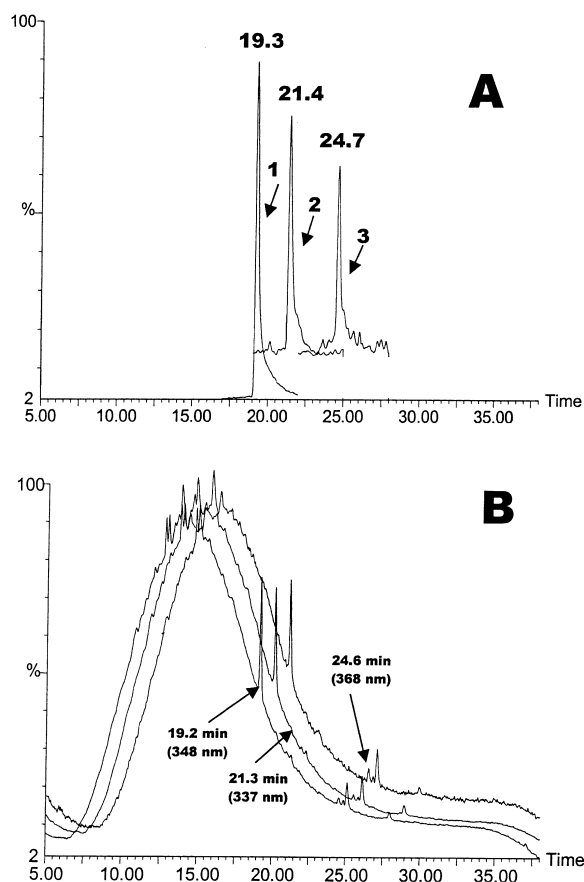 100
19.3
A
21.4
24.7
1
2
3
%
2
5.00 10.00 15.00 20.00 25.00 30.00 35.00 Time
100
B
%
24.6 min
(368 nm)
19.2 min
(348 nm)
21.3 min
(337 nm)
2
5.00 10.00 15.00 20.00 25.00 30.00 35.00 Time